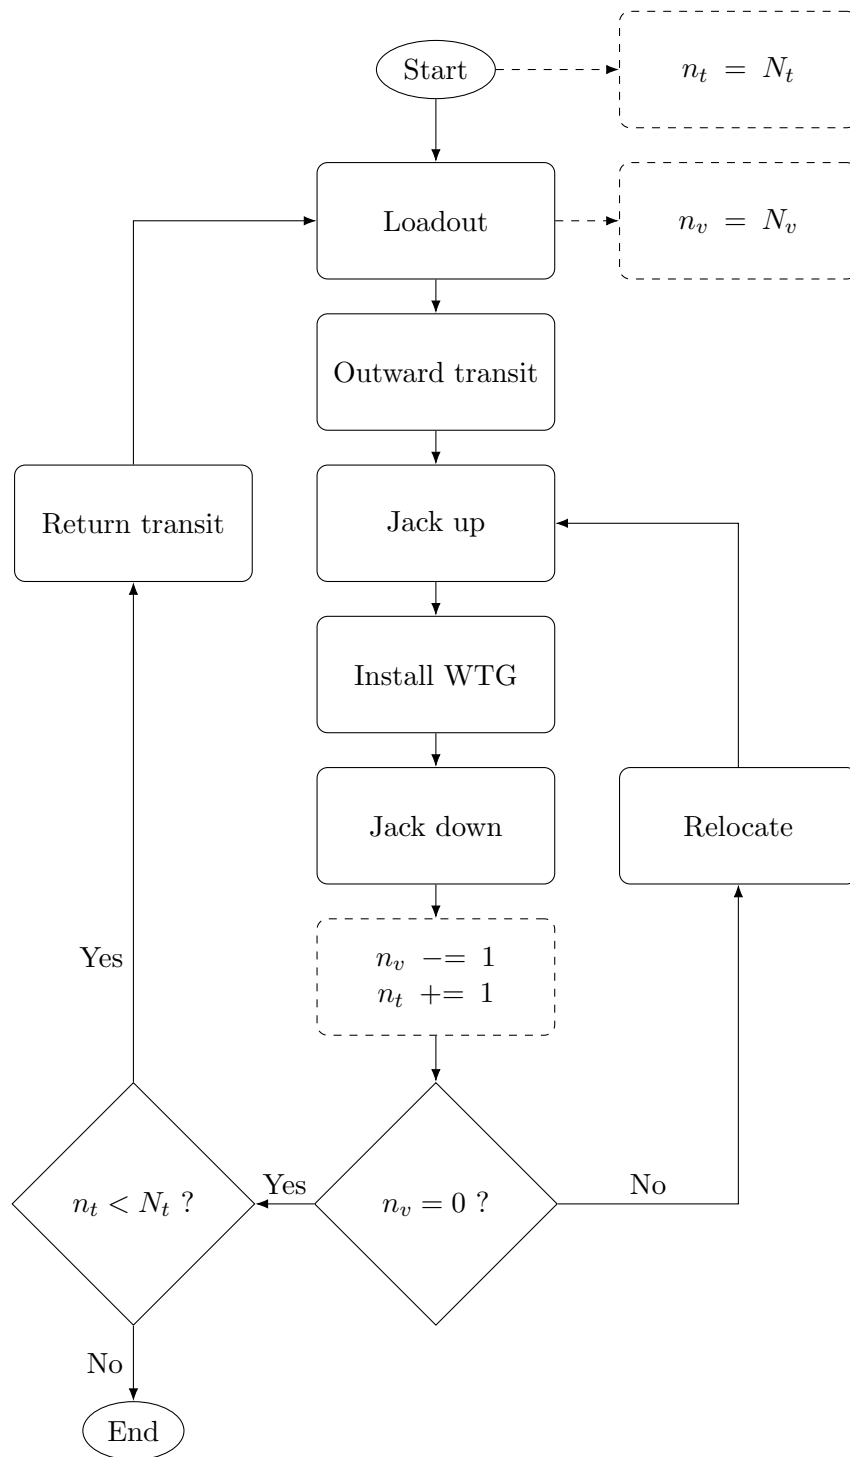 Start
n_t = N_t
Loadout
n_v = N_v
Outward transit
Return transit
Jack up
Install WTG
Jack down
Relocate
Yes
n_v −= 1
n_t += 1
n_t < N_t ?
Yes
n_v = 0 ?
No
No
End